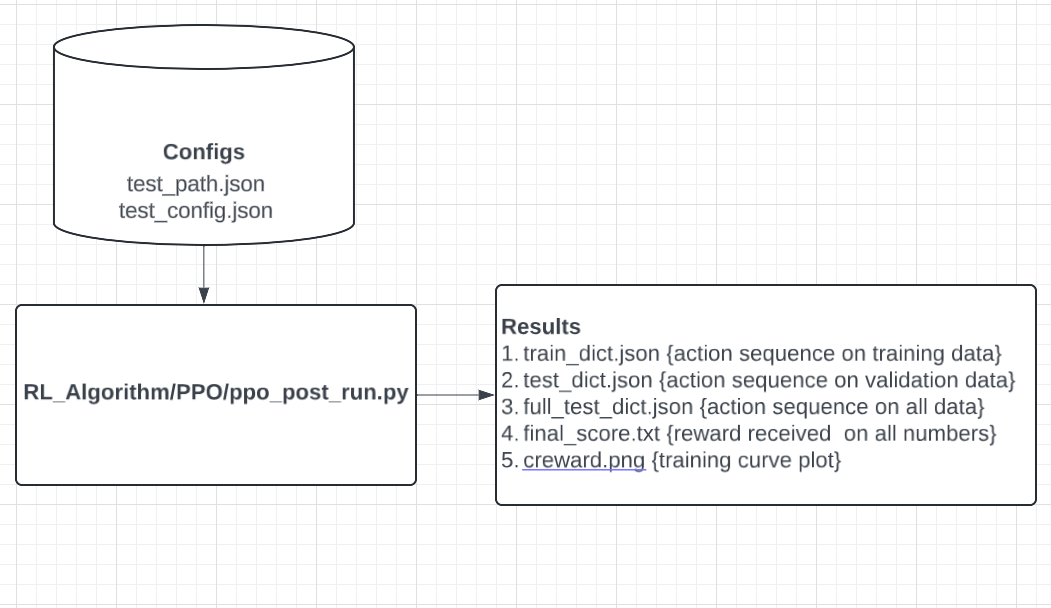 Configs
test_path.json
test_config.json
RL_Algorithm/PPO/ppo_post_run.py
Results
1. train_dict.json {action sequence on training data}
2. test_dict.json {action sequence on validation data}
3. full_test_dict.json {action sequence on all data}
4. final_score.txt {reward received  on all numbers}
5. creward.png {training curve plot}